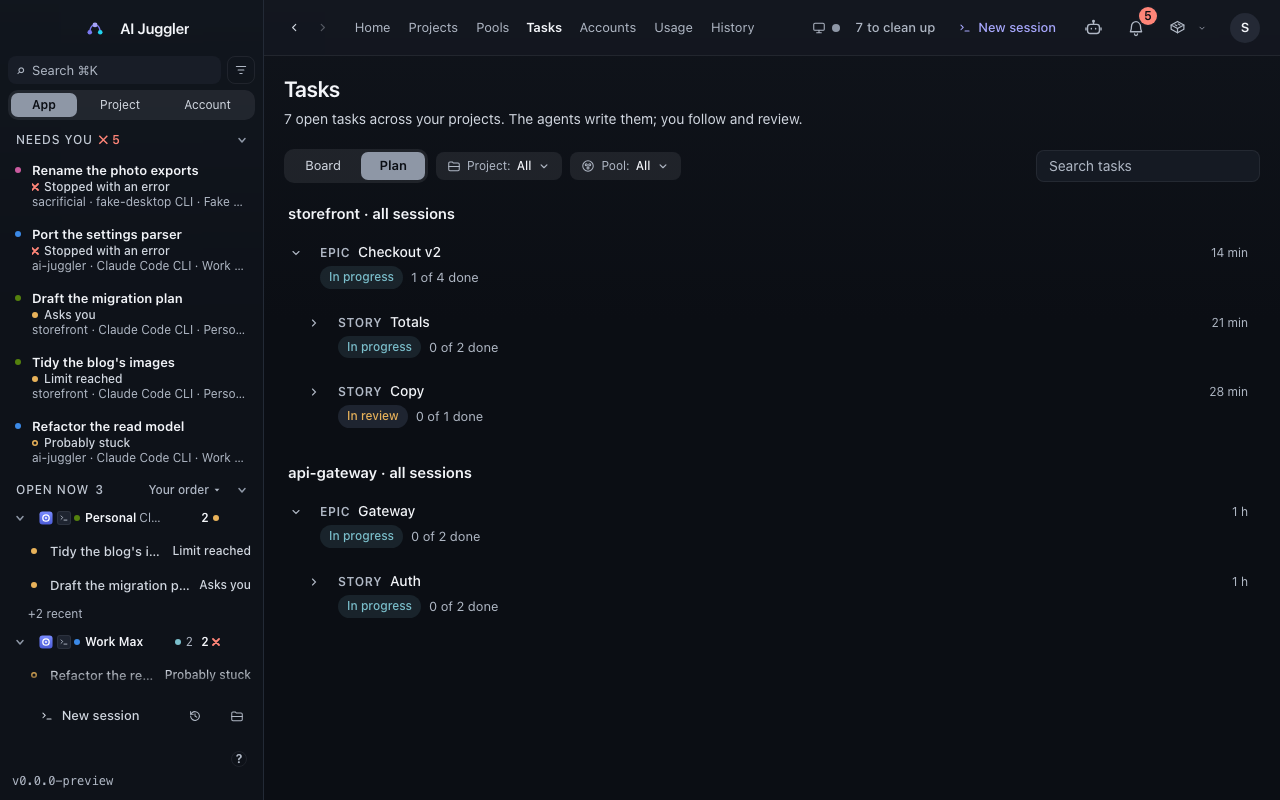 AI Juggler
Search ⌘K
App Project Account
NEEDS YOU 5
Rename the photo exports
Stopped with an error
sacrificial · fake-desktop CLI · Fake ...
Port the settings parser
Stopped with an error
ai-juggler · Claude Code CLI · Work ...
Draft the migration plan
Asks you
storefront · Claude Code CLI · Perso...
Tidy the blog's images
Limit reached
storefront · Claude Code CLI · Perso...
Refactor the read model
Probably stuck
ai-juggler · Claude Code CLI · Work ...
OPEN NOW 3 Your order
Personal Cl... 2
Tidy the blog's i... Limit reached
Draft the migration p... Asks you
+2 recent
Work Max 2 2
Refactor the re... Probably stuck
New session
?
v0.0.0-preview
Home Projects Pools Tasks Accounts Usage History 7 to clean up New session 5 S
Tasks
7 open tasks across your projects. The agents write them; you follow and review.
Board Plan Project: All Pool: All Search tasks
storefront · all sessions
EPIC Checkout v2 14 min
In progress 1 of 4 done
STORY Totals 21 min
In progress 0 of 2 done
STORY Copy 28 min
In review 0 of 1 done
api-gateway · all sessions
EPIC Gateway 1 h
In progress 0 of 2 done
STORY Auth 1 h
In progress 0 of 2 done